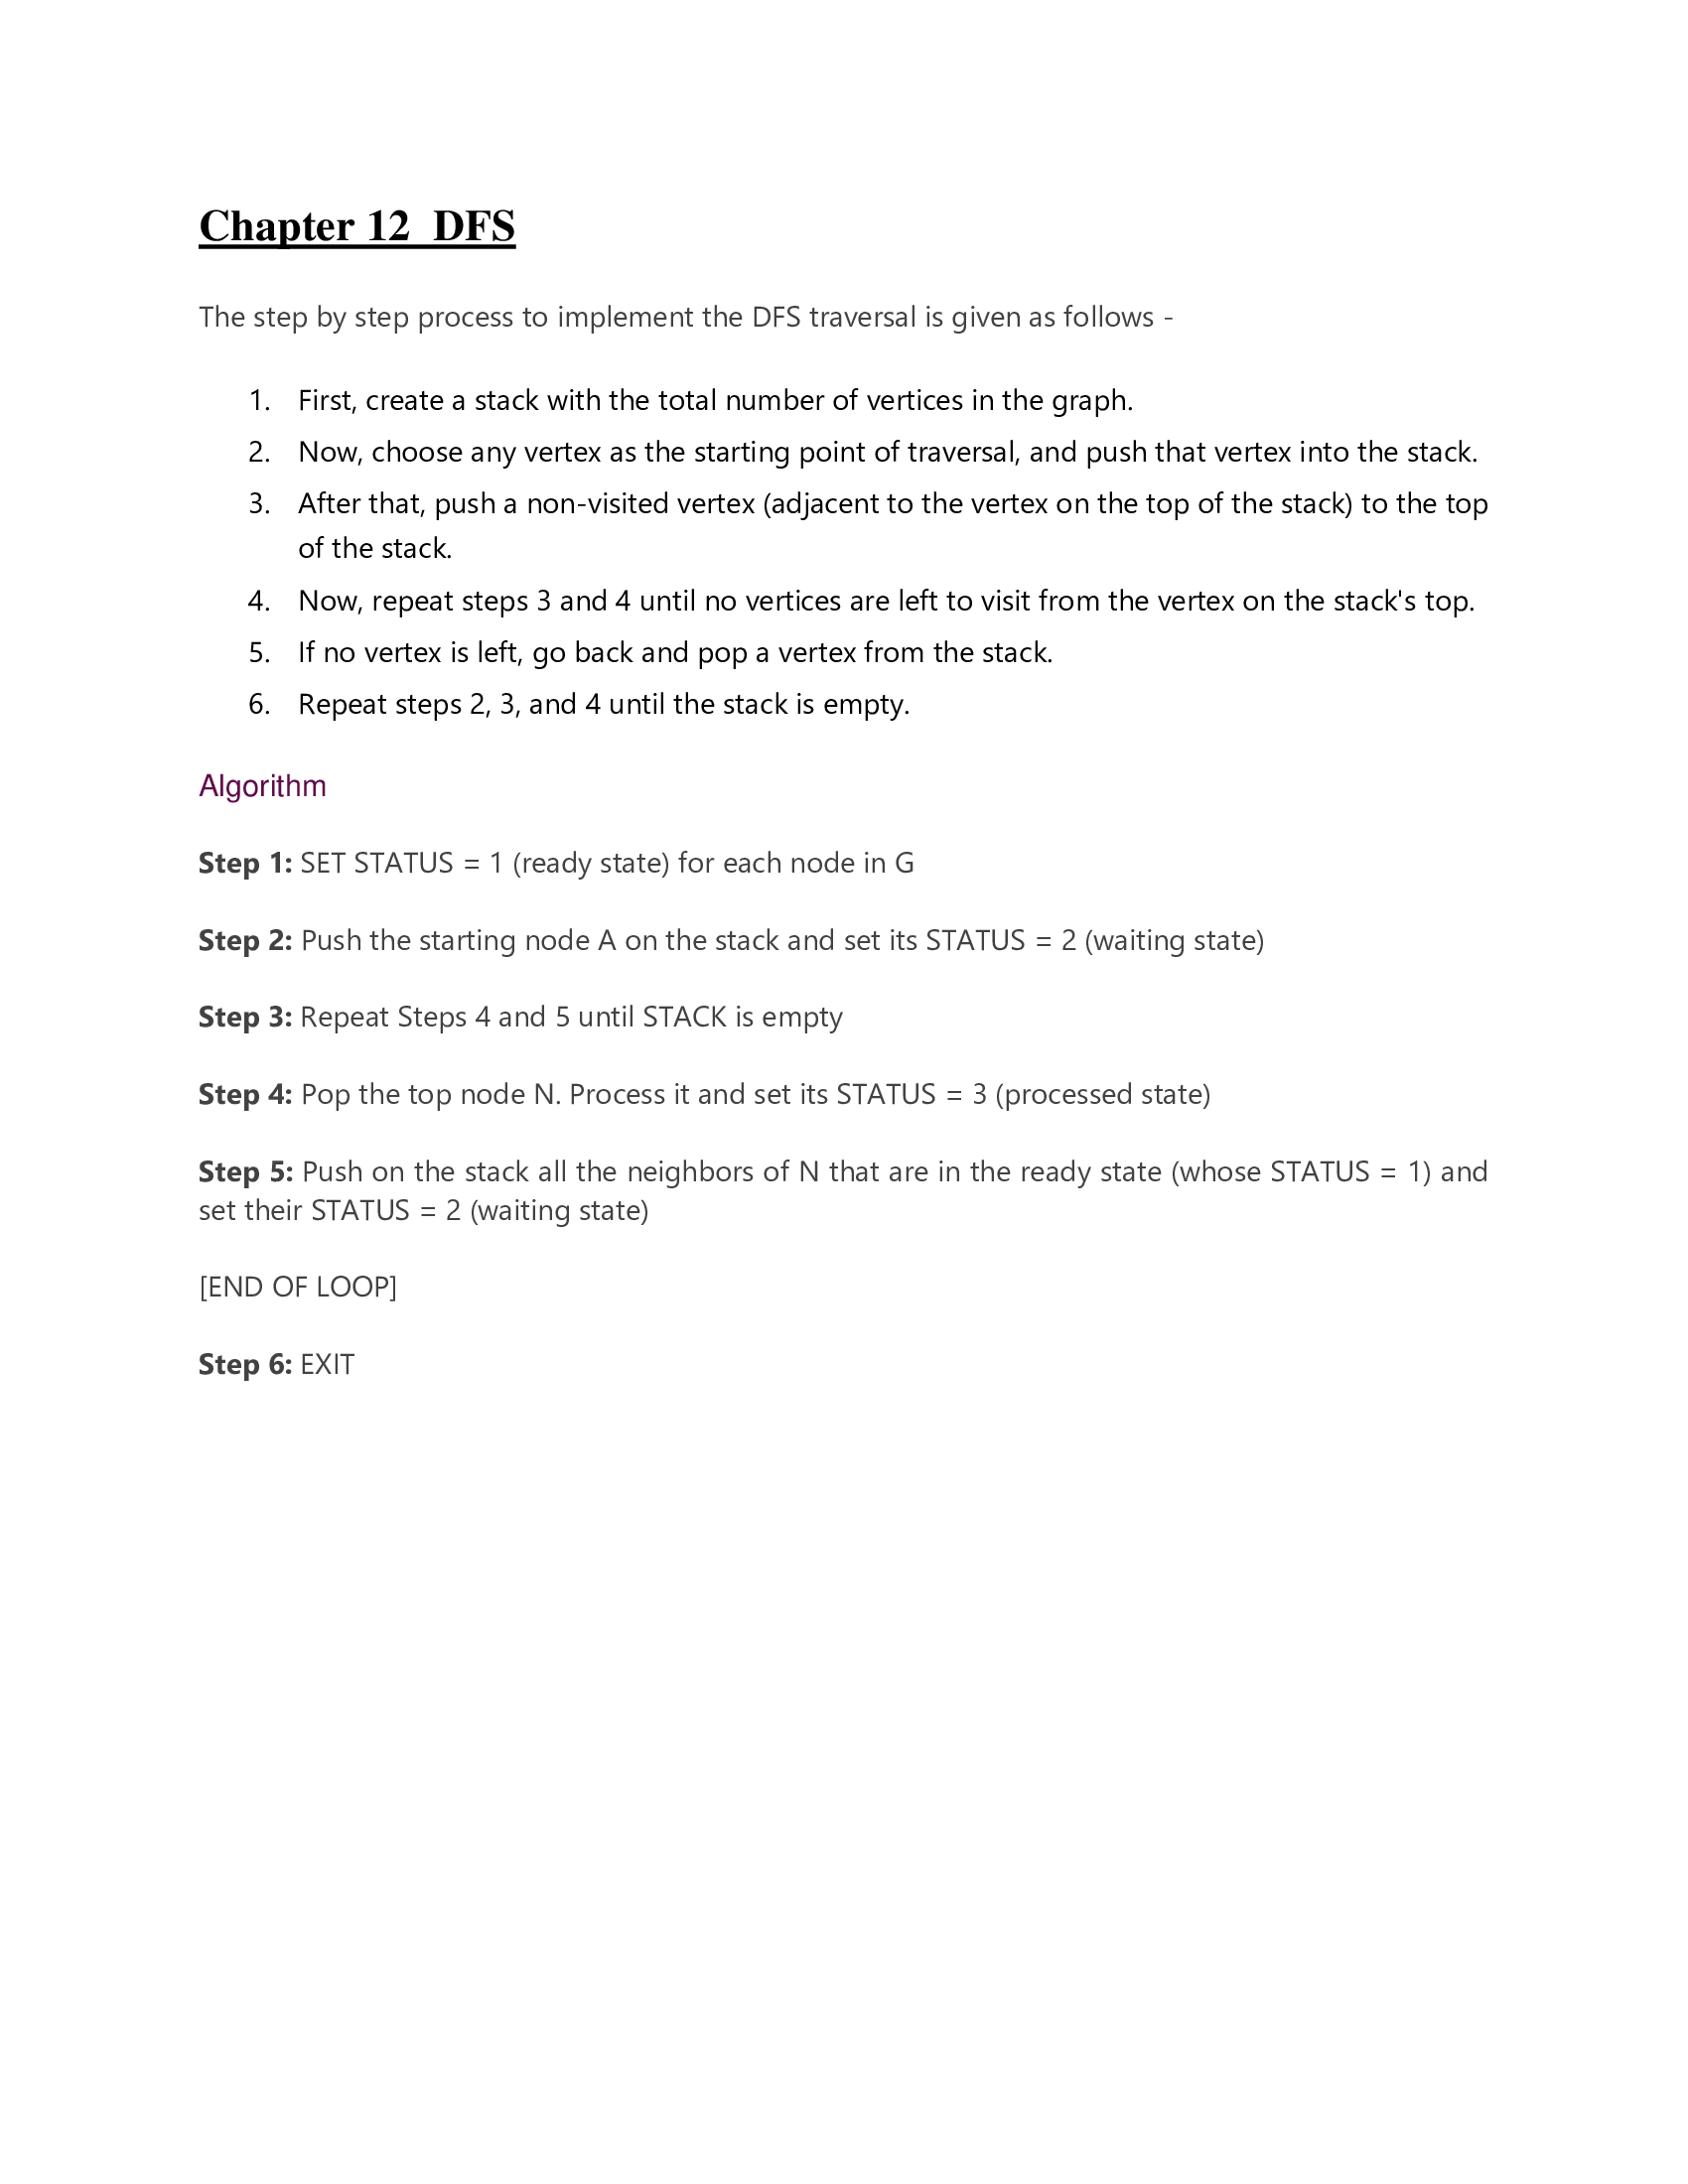 Chapter 12  DFS
The step by step process to implement the DFS traversal is given as follows -
1. First, create a stack with the total number of vertices in the graph.
2. Now, choose any vertex as the starting point of traversal, and push that vertex into the stack.
3. After that, push a non-visited vertex (adjacent to the vertex on the top of the stack) to the top
of the stack.
4. Now, repeat steps 3 and 4 until no vertices are left to visit from the vertex on the stack's top.
5. If no vertex is left, go back and pop a vertex from the stack.
6. Repeat steps 2, 3, and 4 until the stack is empty.
Algorithm
Step 1: SET STATUS = 1 (ready state) for each node in G
Step 2: Push the starting node A on the stack and set its STATUS = 2 (waiting state)
Step 3: Repeat Steps 4 and 5 until STACK is empty
Step 4: Pop the top node N. Process it and set its STATUS = 3 (processed state)
Step 5: Push on the stack all the neighbors of N that are in the ready state (whose STATUS = 1) and
set their STATUS = 2 (waiting state)
[END OF LOOP]
Step 6: EXIT